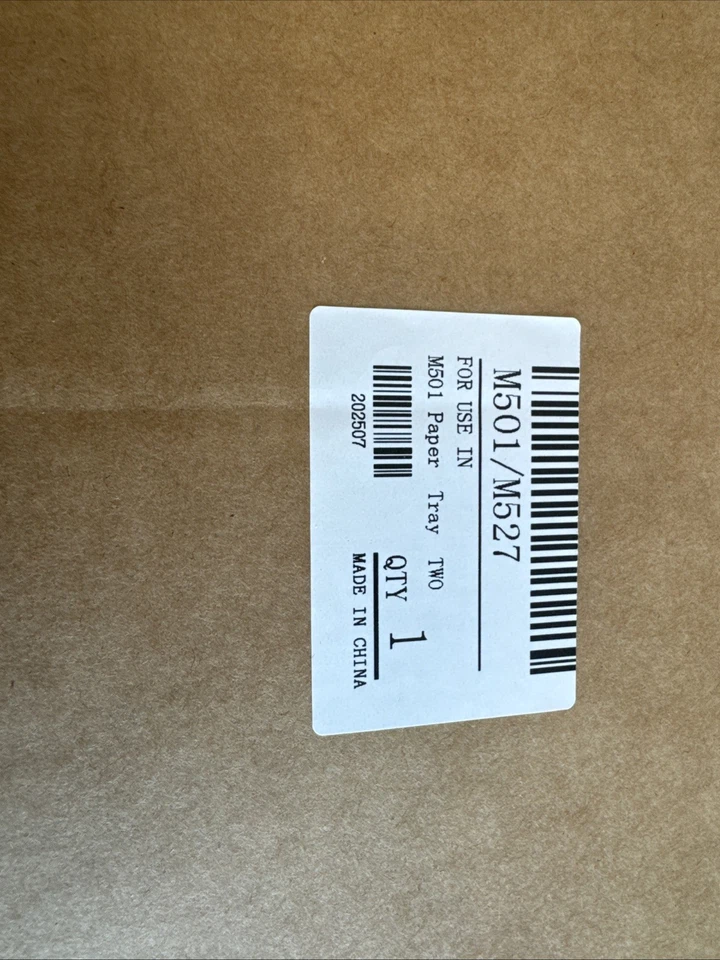 M501/M527
FOR USE IN
M501 Paper Tray TWO
202507
QTY 1
MADE IN CHINA